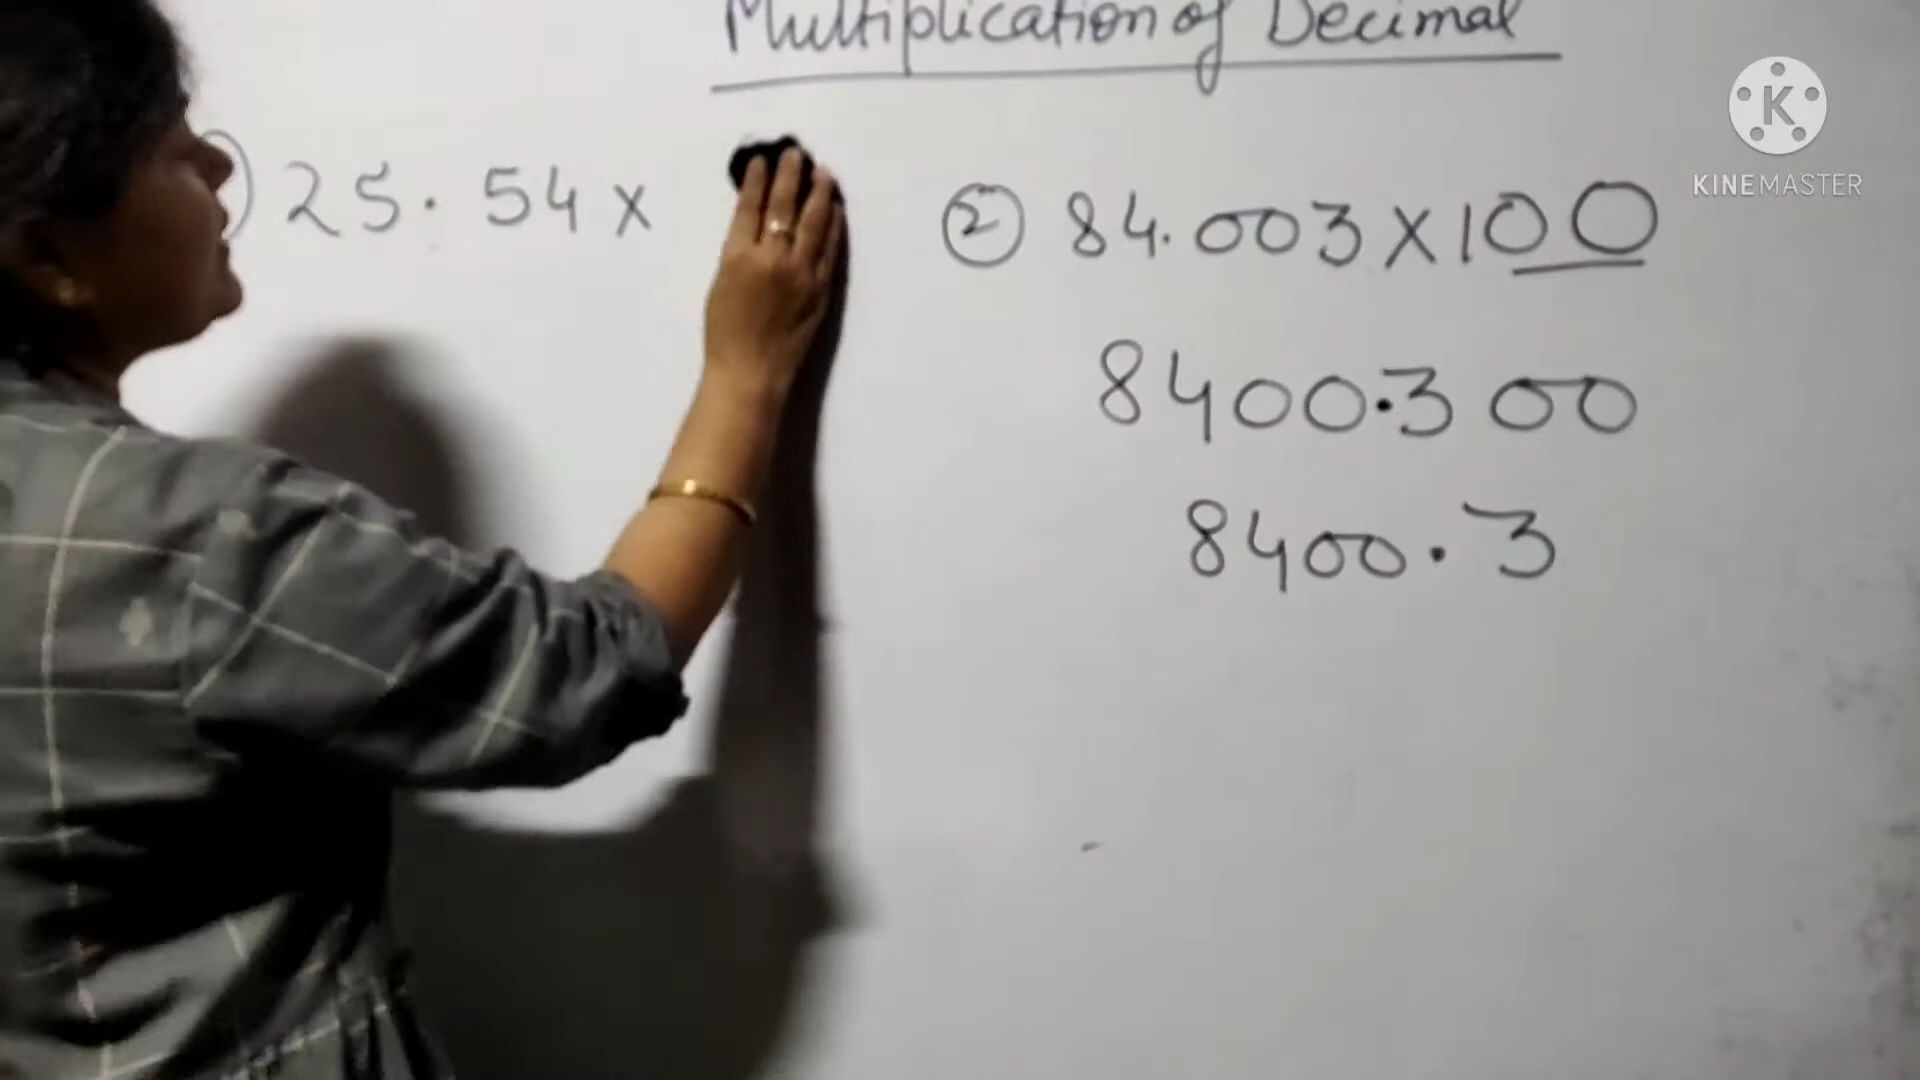 Multiplication of Decimal
25.54 x
② 84.003 x 100
8400.300
8400.3
K
KINEMASTER